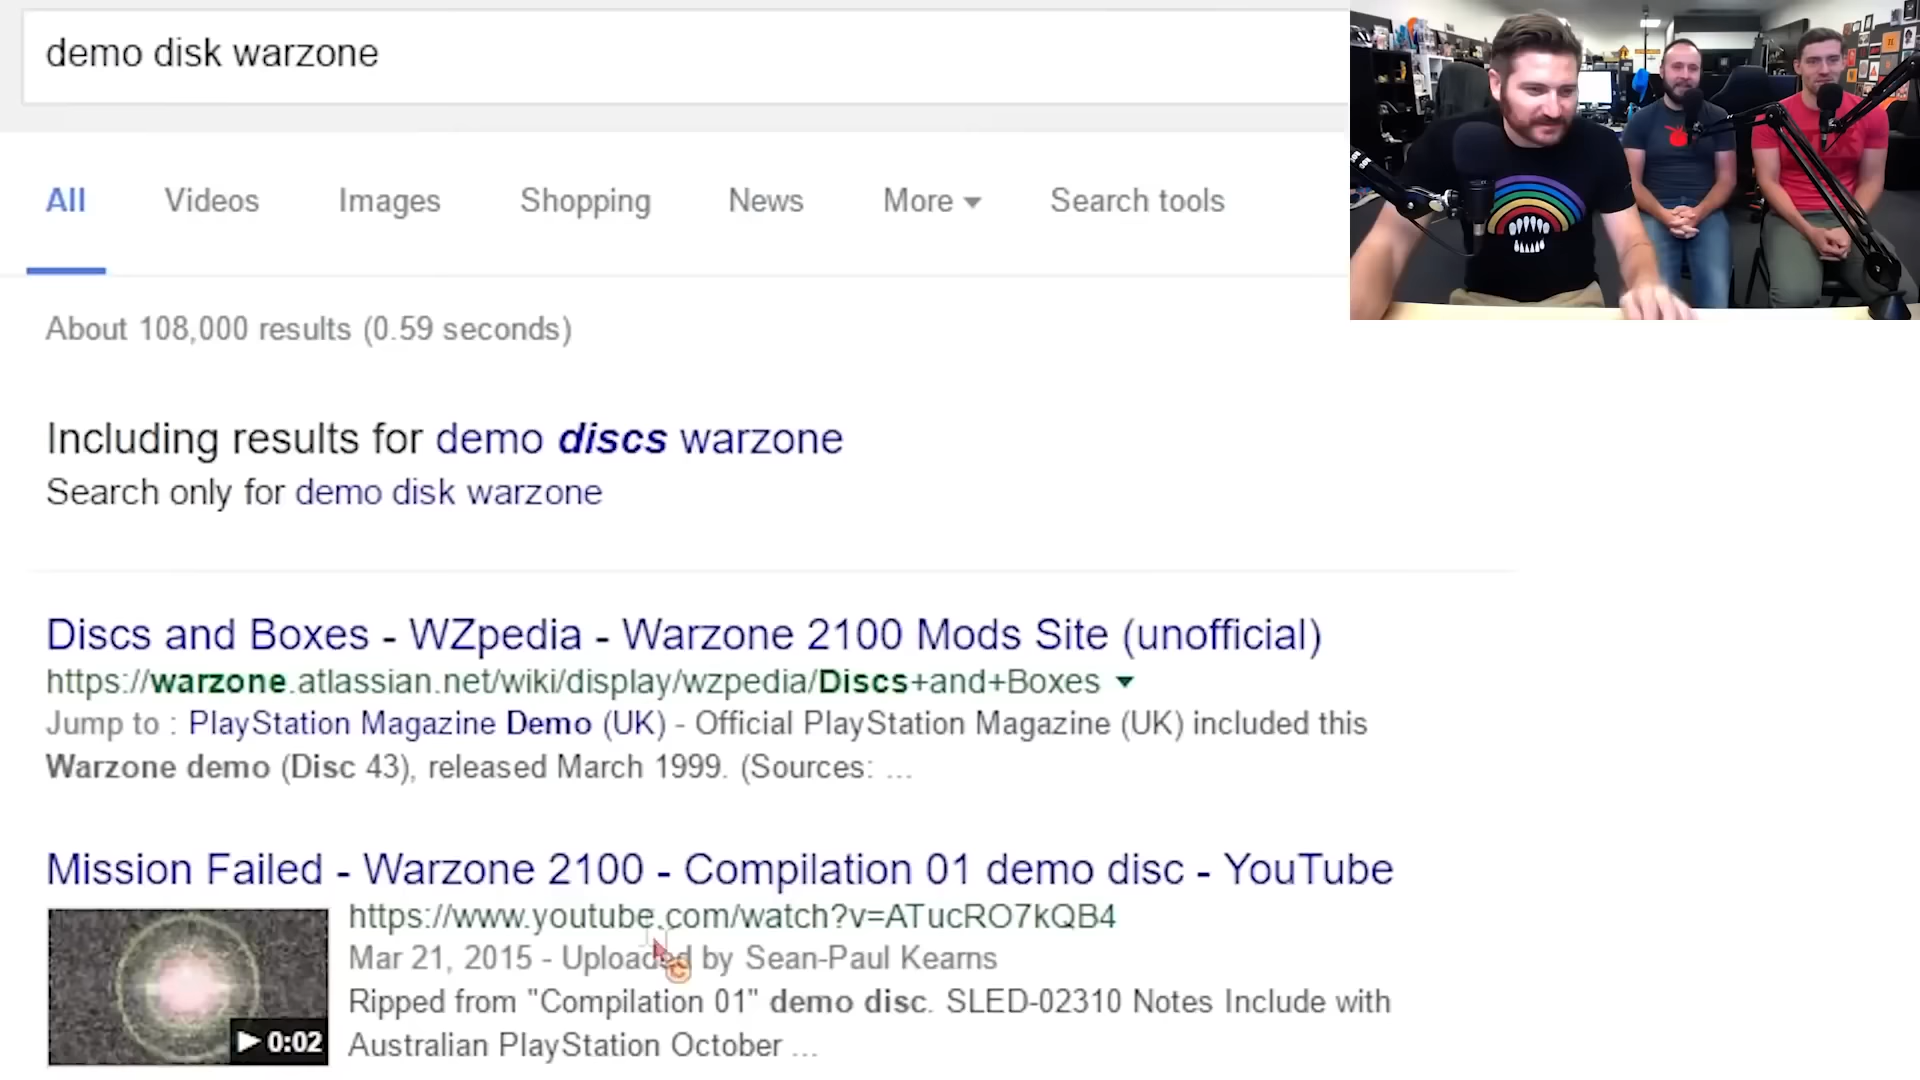 demo disk warzone
All Videos Images Shopping News More Search tools
About 108,000 results (0.59 seconds)
Including results for demo discs warzone
Search only for demo disk warzone
Discs and Boxes - WZpedia - Warzone 2100 Mods Site (unofficial)
https://warzone.atlassian.net/wiki/display/wzpedia/Discs+and+Boxes
Jump to : PlayStation Magazine Demo (UK) - Official PlayStation Magazine (UK) included this
Warzone demo (Disc 43), released March 1999. (Sources: ...
Mission Failed - Warzone 2100 - Compilation 01 demo disc - YouTube
https://www.youtube.com/watch?v=ATucRO7kQB4
Mar 21, 2015 - Uploaded by Sean-Paul Kearns
Ripped from "Compilation 01" demo disc. SLED-02310 Notes Include with
Australian PlayStation October ...
0:02